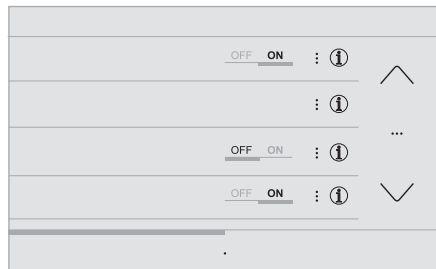 OFF ON ⋮ i
⋮ i
...
OFF ON ⋮ i
OFF ON ⋮ i
.